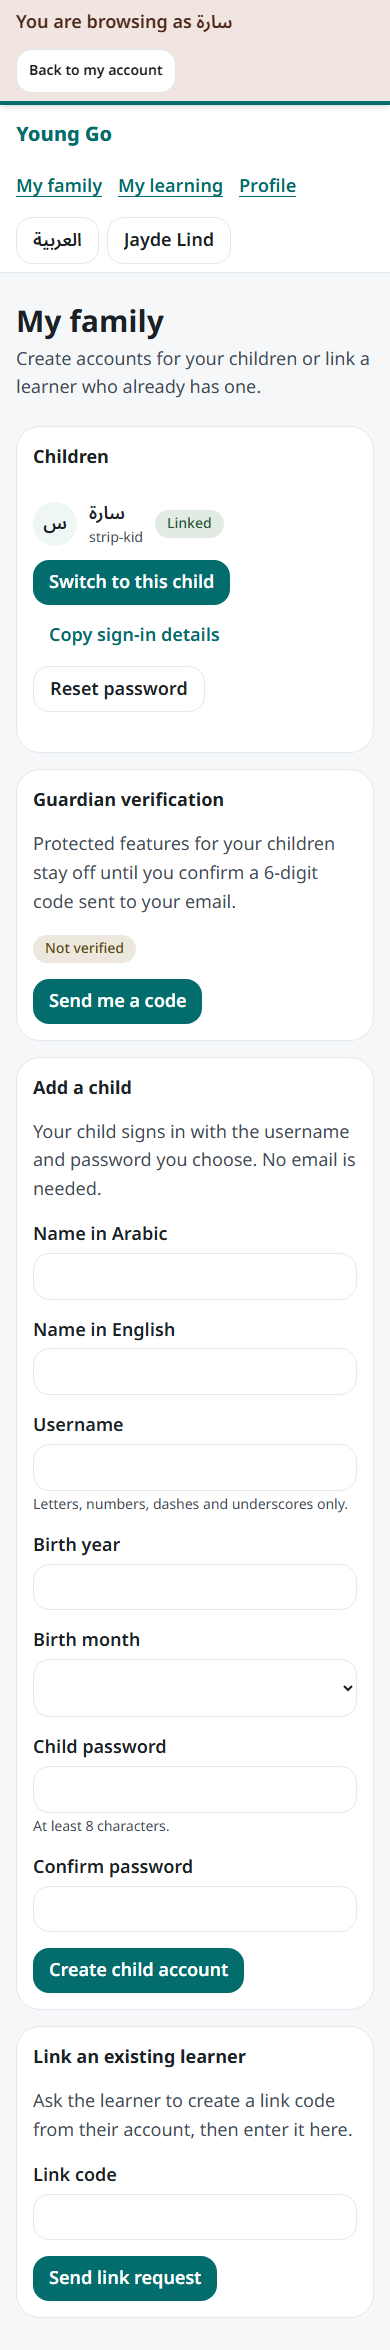 You are browsing as سارة
Back to my account
Young Go
My family My learning Profile
العربية Jayde Lind
My family
Create accounts for your children or link a
learner who already has one.
Children
س سارة Linked
strip-kid
Switch to this child
Copy sign-in details
Reset password
Guardian verification
Protected features for your children
stay off until you confirm a 6-digit
code sent to your email.
Not verified
Send me a code
Add a child
Your child signs in with the username
and password you choose. No email is
needed.
Name in Arabic
Name in English
Username
Letters, numbers, dashes and underscores only.
Birth year
Birth month
Child password
At least 8 characters.
Confirm password
Create child account
Link an existing learner
Ask the learner to create a link code
from their account, then enter it here.
Link code
Send link request